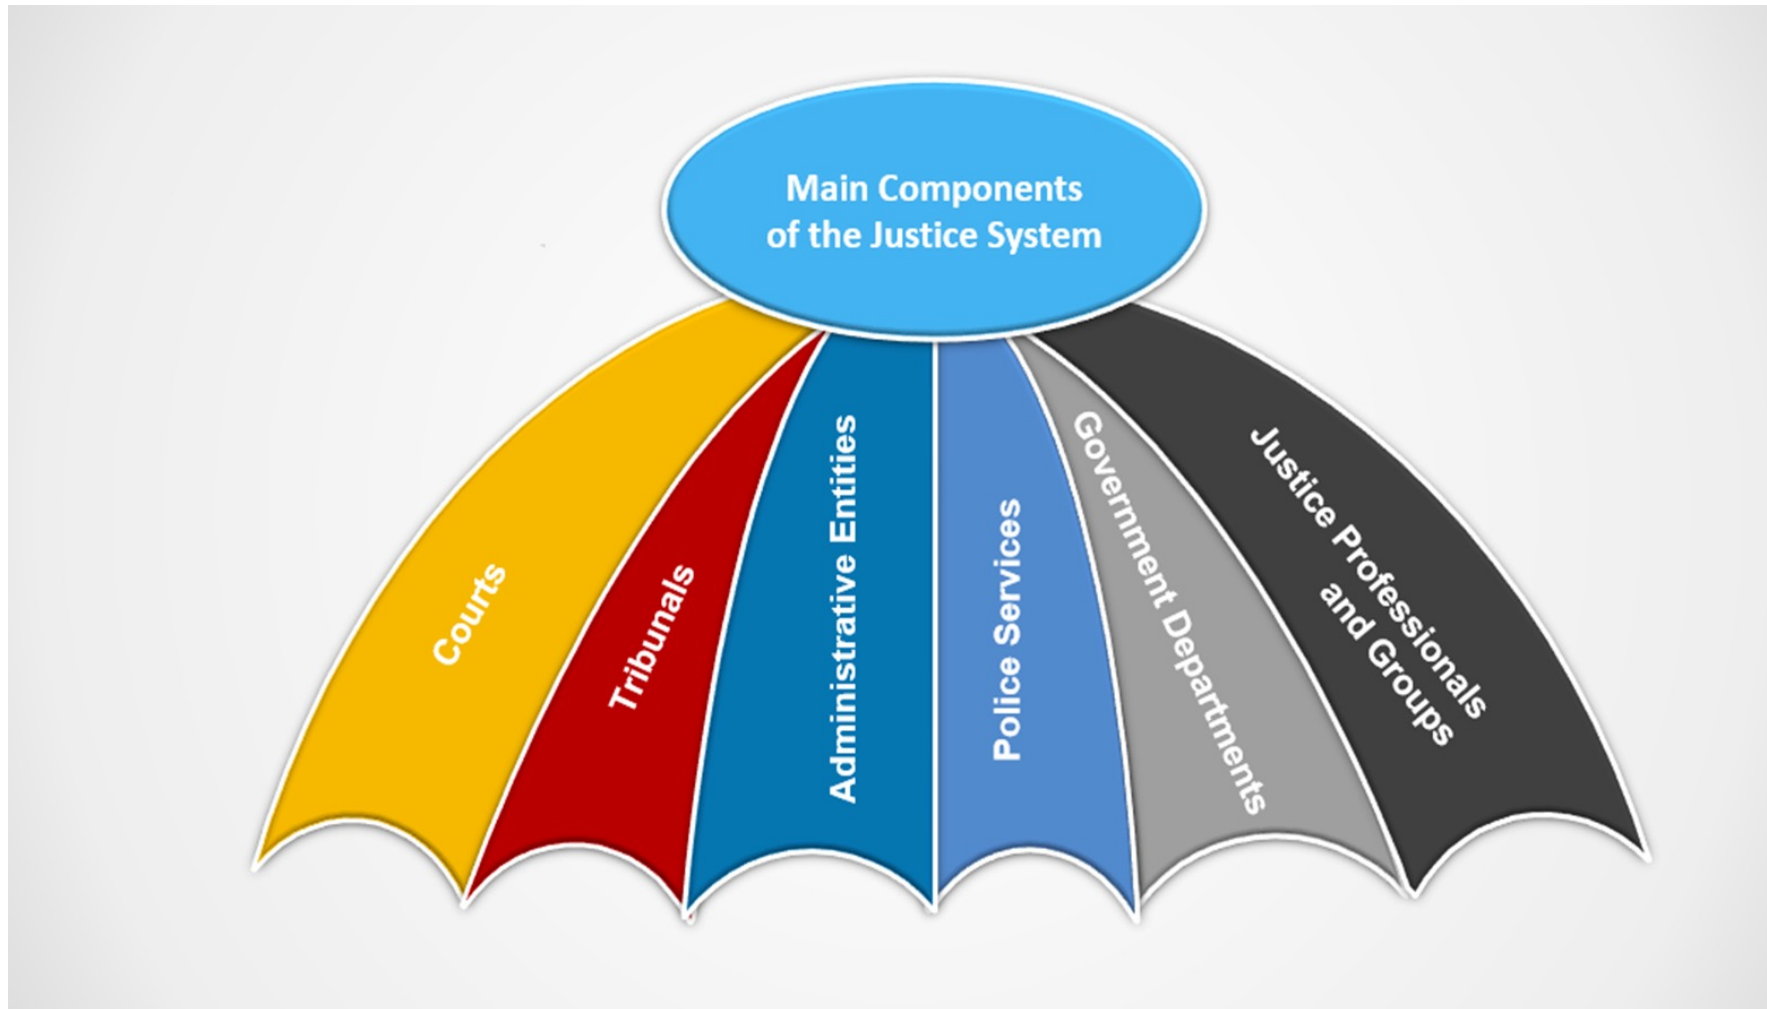 Main Components
of the Justice System
Courts
Tribunals
Administrative Entities
Police Services
Government Departments
Justice Professionals
and Groups